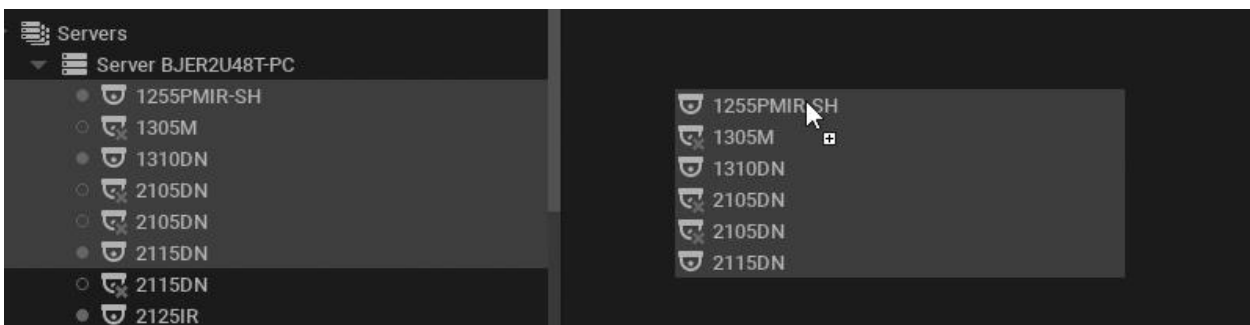 Servers
Server BJER2U48T-PC
1255PMIR-SH
1305M
1310DN
2105DN
2105DN
2115DN
2115DN
2125IR
1255PMIR-SH
1305M
1310DN
2105DN
2105DN
2115DN